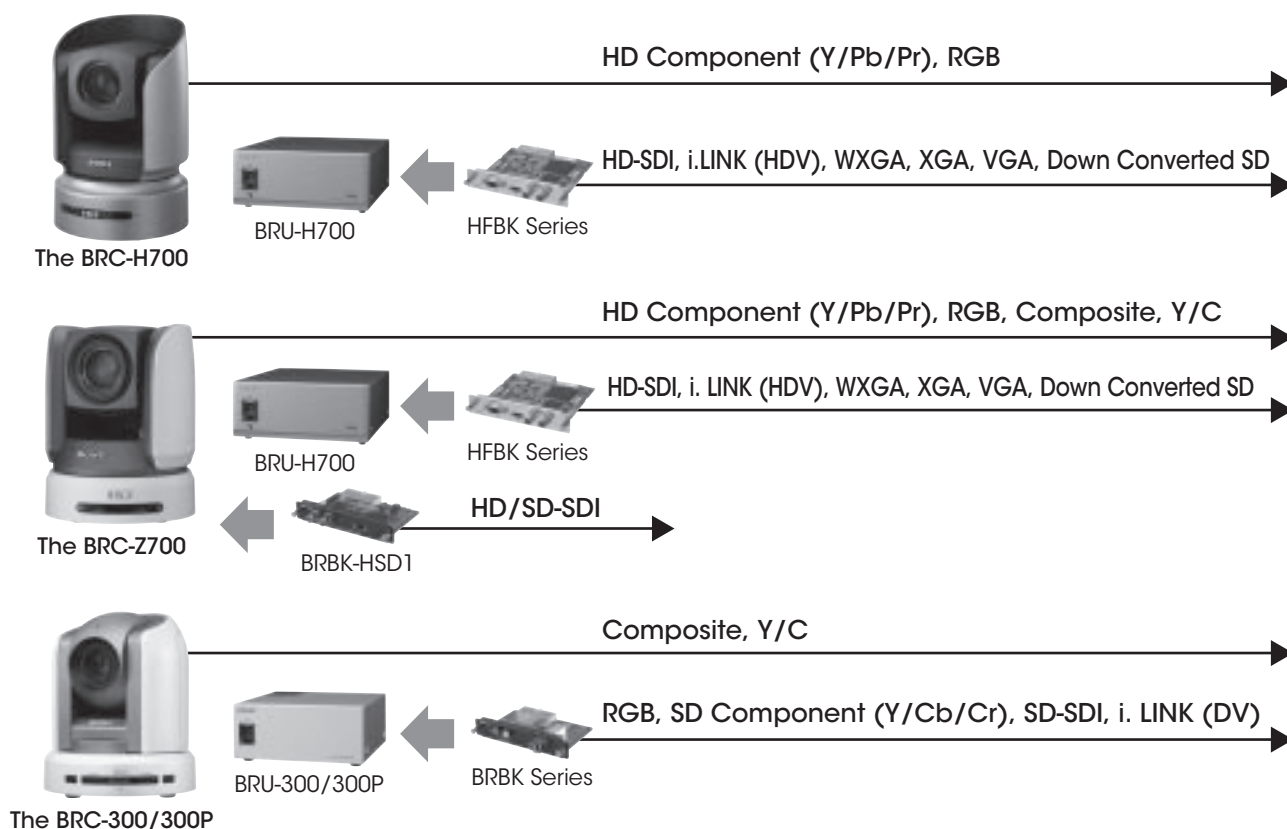 HD Component (Y/Pb/Pr), RGB
HD-SDI, i.LINK (HDV), WXGA, XGA, VGA, Down Converted SD
BRU-H700
HFBK Series
The BRC-H700
HD Component (Y/Pb/Pr), RGB, Composite, Y/C
HD-SDI, i. LINK (HDV), WXGA, XGA, VGA, Down Converted SD
BRU-H700
HFBK Series
HD/SD-SDI
The BRC-Z700
BRBK-HSD1
Composite, Y/C
RGB, SD Component (Y/Cb/Cr), SD-SDI, i. LINK (DV)
BRU-300/300P
BRBK Series
The BRC-300/300P